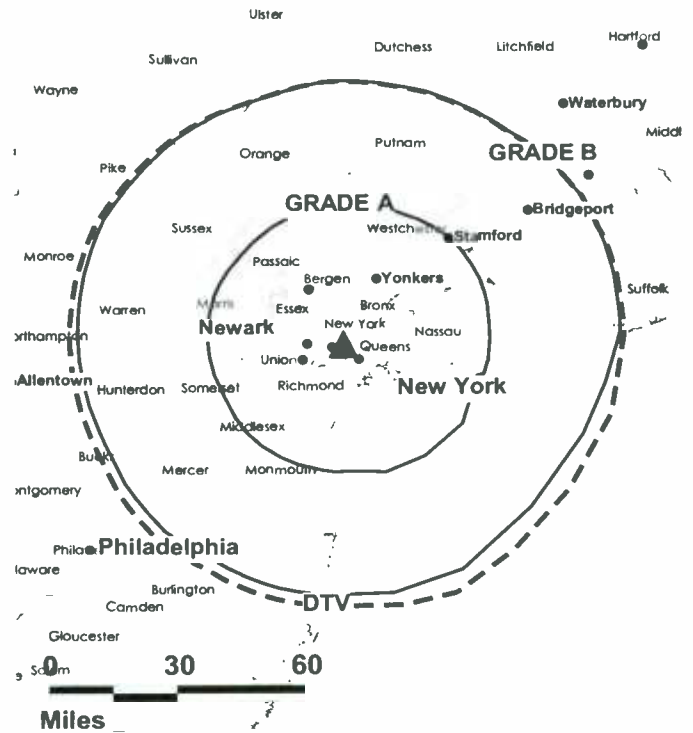 Ulster
Hartford
Dutchess
Litchfield
Sullivan
Wayne
Waterbury
Middl
Putnam
Orange
GRADE B
Pike
GRADE A
Bridgeport
Sussex
Stamford
Monroe
Passaic
Bergen
Yonkers
Suffolk
Warren
Essex
Bronx
Newark
New York
Nassau
orthampton
Queens
Union
Allentown
Hunterdon
Somerset
Richmond
New York
Middlesex
Bucks
Mercer
Monmouth
ontgomery
Philadelphia
laware
Burlington
DTV
Camden
Gloucester
0 30 60
Miles